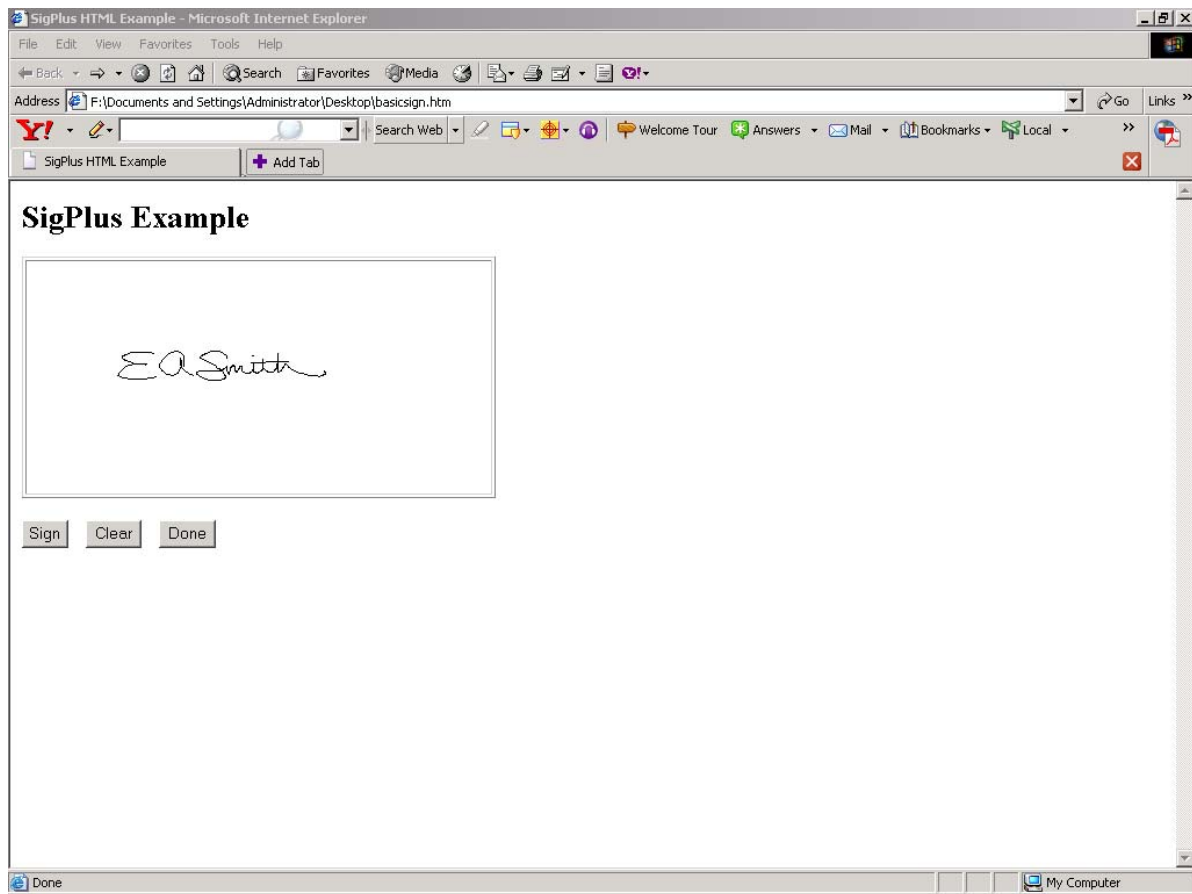 SigPlus HTML Example - Microsoft Internet Explorer
File Edit View Favorites Tools Help
Back Search Favorites Media
Address F:\Documents and Settings\Administrator\Desktop\basicsign.htm Go Links »
Y! Search Web Welcome Tour Answers Mail Bookmarks Local »
SigPlus HTML Example Add Tab
SigPlus Example
E A Smith
Sign Clear Done
Done My Computer